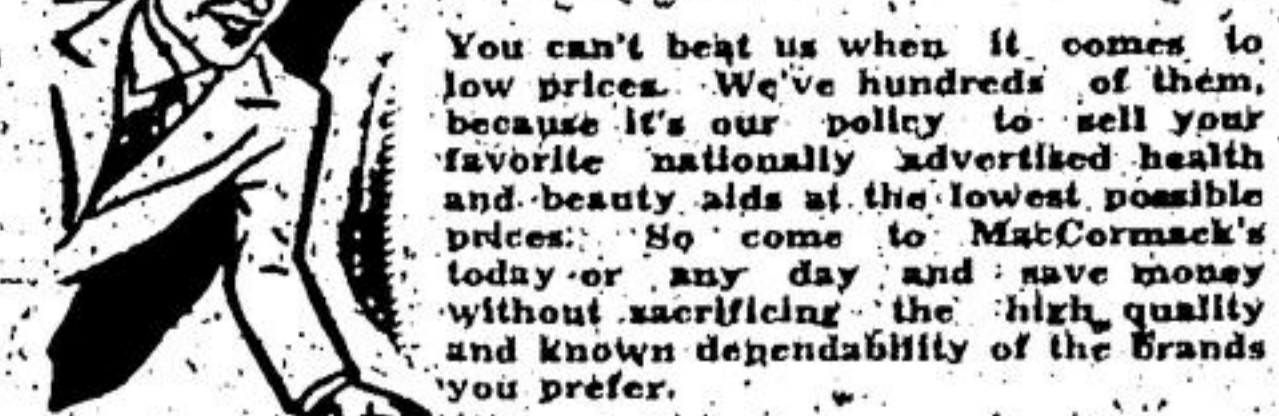 You can't beat us when it comes to
low prices. We've hundreds of them,
because it's our policy to sell your
favorite nationally advertised health
and beauty aids at the lowest possible
prices. So come to MacCormack's
today or any day and save money
without sacrificing the high quality
and known dependability of the brands
you prefer.